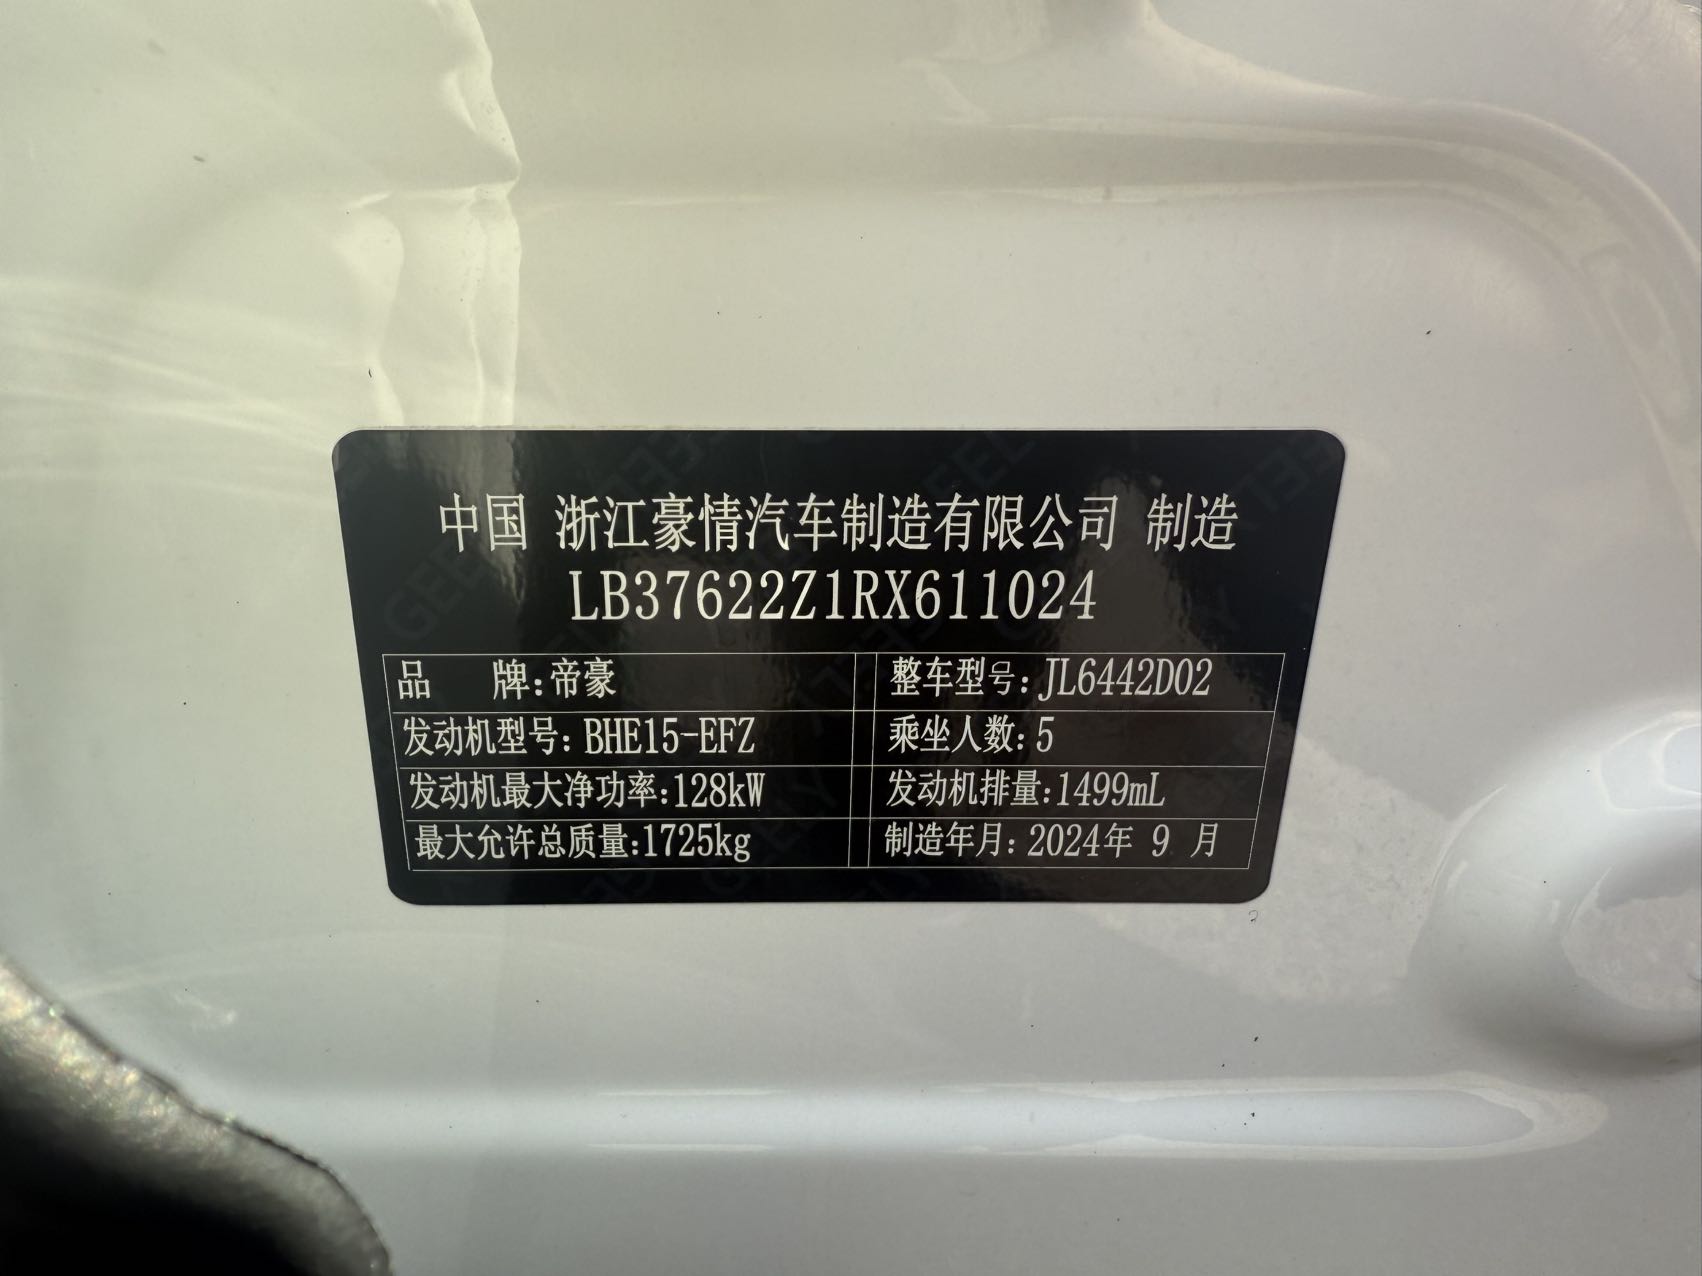 中国 浙江豪情汽车制造有限公司 制造
LB37622Z1RX611024
品 牌:帝豪 整车型号:JL6442D02
发动机型号:BHE15-EFZ 乘坐人数:5
发动机最大净功率:128kW 发动机排量:1499mL
最大允许总质量:1725kg 制造年月:2024年 9 月